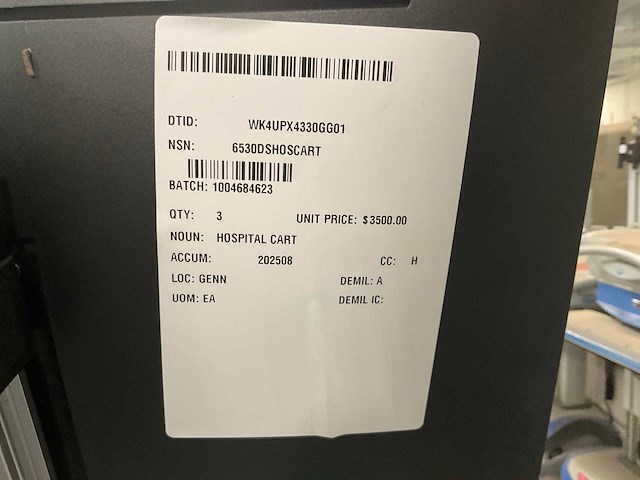 DTID: WK4UPX4330GG01
NSN: 6530DSHOSCART
BATCH: 1004684623
QTY: 3 UNIT PRICE: $3500.00
NOUN: HOSPITAL CART
ACCUM: 202508 CC: H
LOC: GENN DEMIL: A
UOM: EA DEMIL IC: